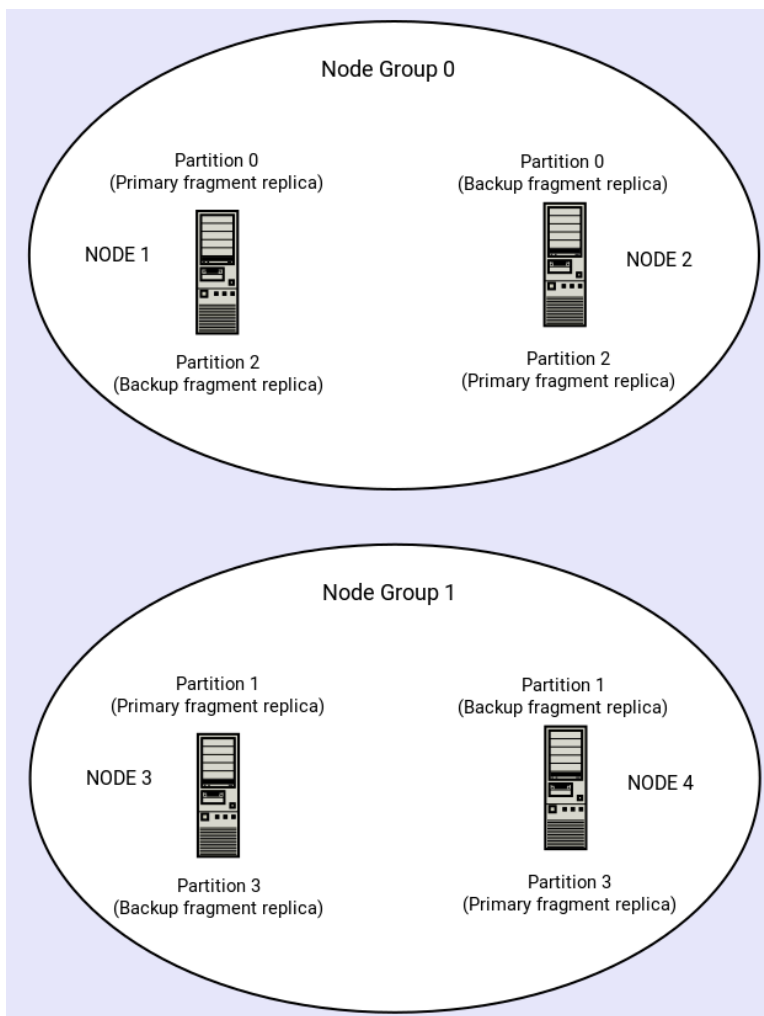 Node Group 0
Partition 0
(Primary fragment replica)
Partition 0
(Backup fragment replica)
NODE 1
NODE 2
Partition 2
(Backup fragment replica)
Partition 2
(Primary fragment replica)
Node Group 1
Partition 1
(Primary fragment replica)
Partition 1
(Backup fragment replica)
NODE 3
NODE 4
Partition 3
(Backup fragment replica)
Partition 3
(Primary fragment replica)